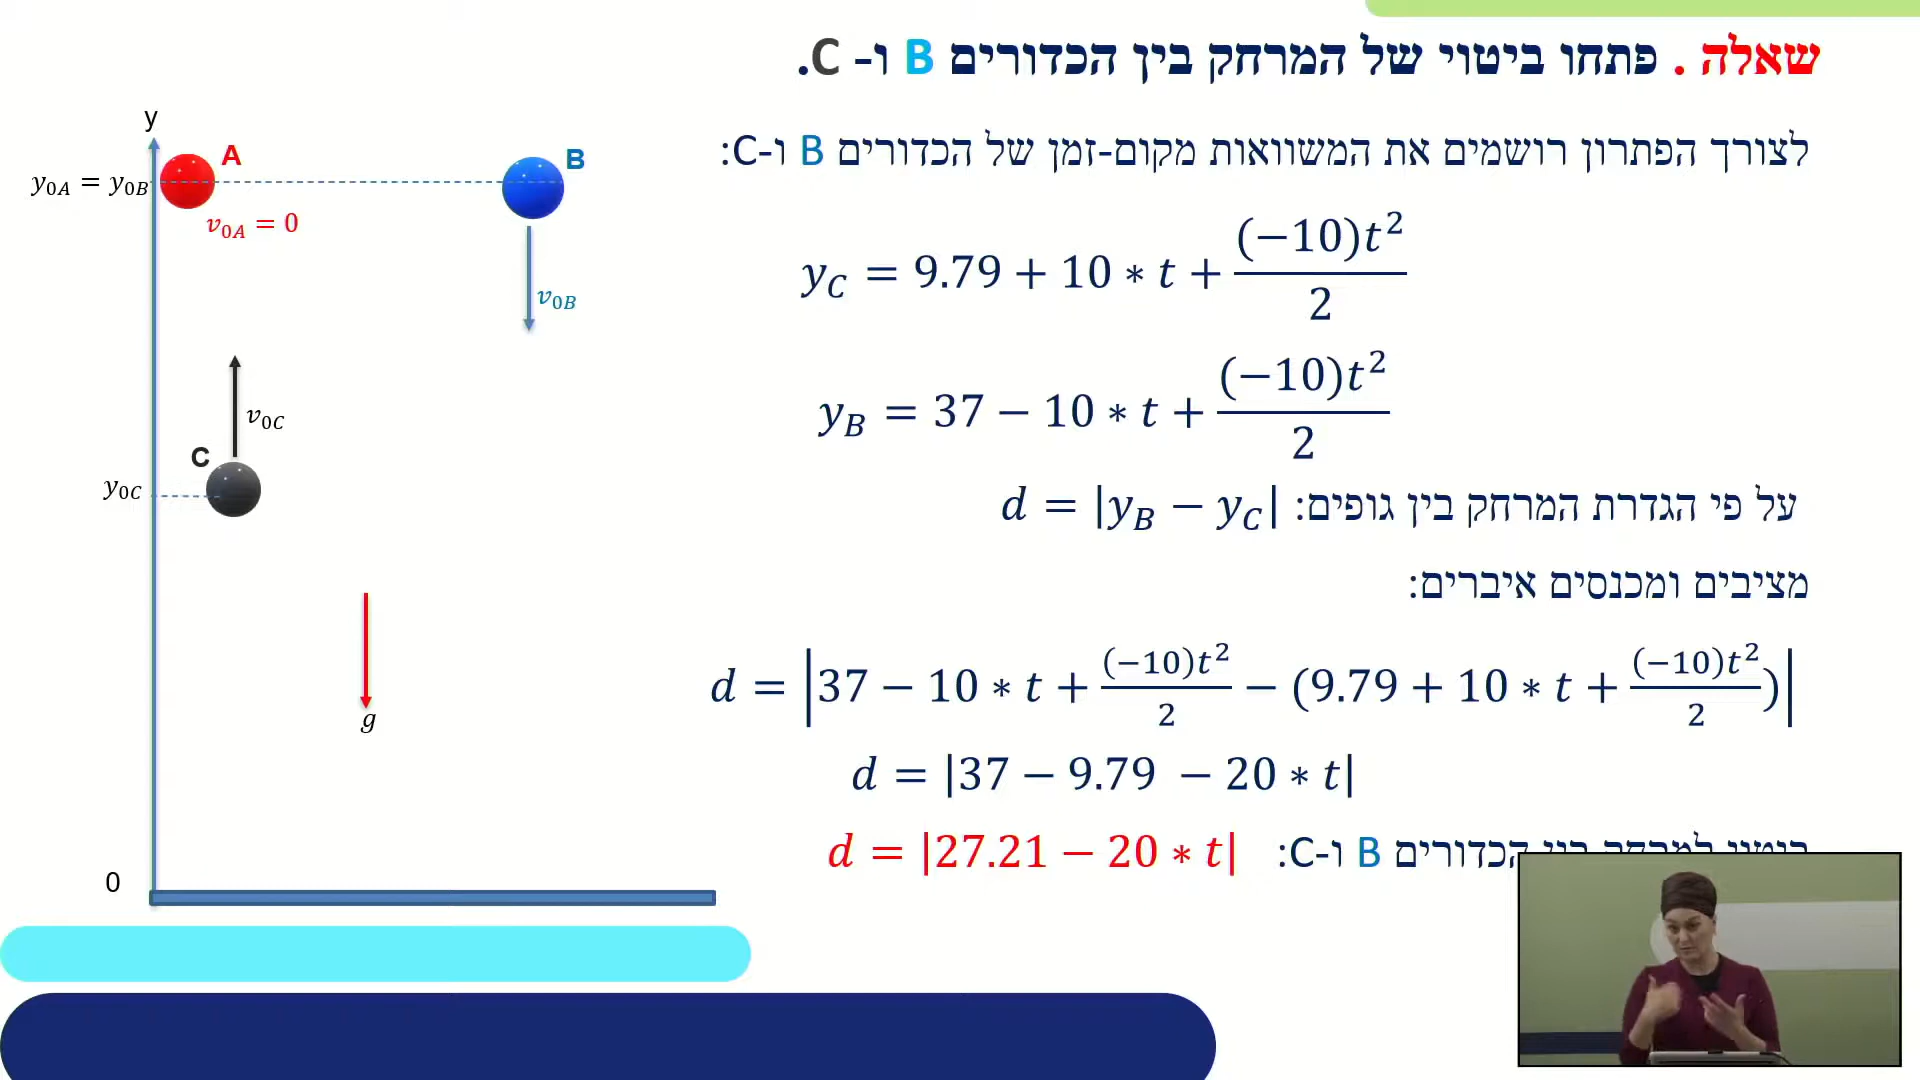 שאלה . פתחו ביטוי של המרחק בין הכדורים B ו- C.
לצורך הפתרון רושמים את המשוואות מקום-זמן של הכדורים B ו-C:
y_C = 9.79 + 10 * t + (−10)t²/2
y_B = 37 − 10 * t + (−10)t²/2
על פי הגדרת המרחק בין גופים: d = |y_B − y_C|
מציבים ומכנסים איברים:
d = |37 − 10 * t + (−10)t²/2 − (9.79 + 10 * t + (−10)t²/2)|
d = |37 − 9.79 − 20 * t|
הכדורים B ו-C: d = |27.21 − 20 * t|
y
A
B
y_0A = y_0B
v_0A = 0
v_0B
v_0C
C
y_0C
g
0